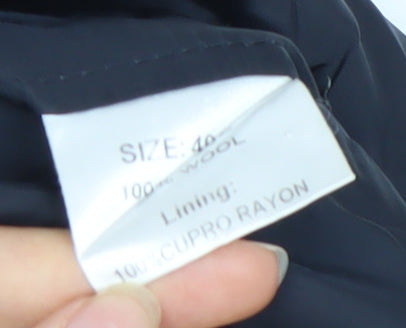 SIZE: 40
100% WOOL
Lining:
100% CUPRO RAYON